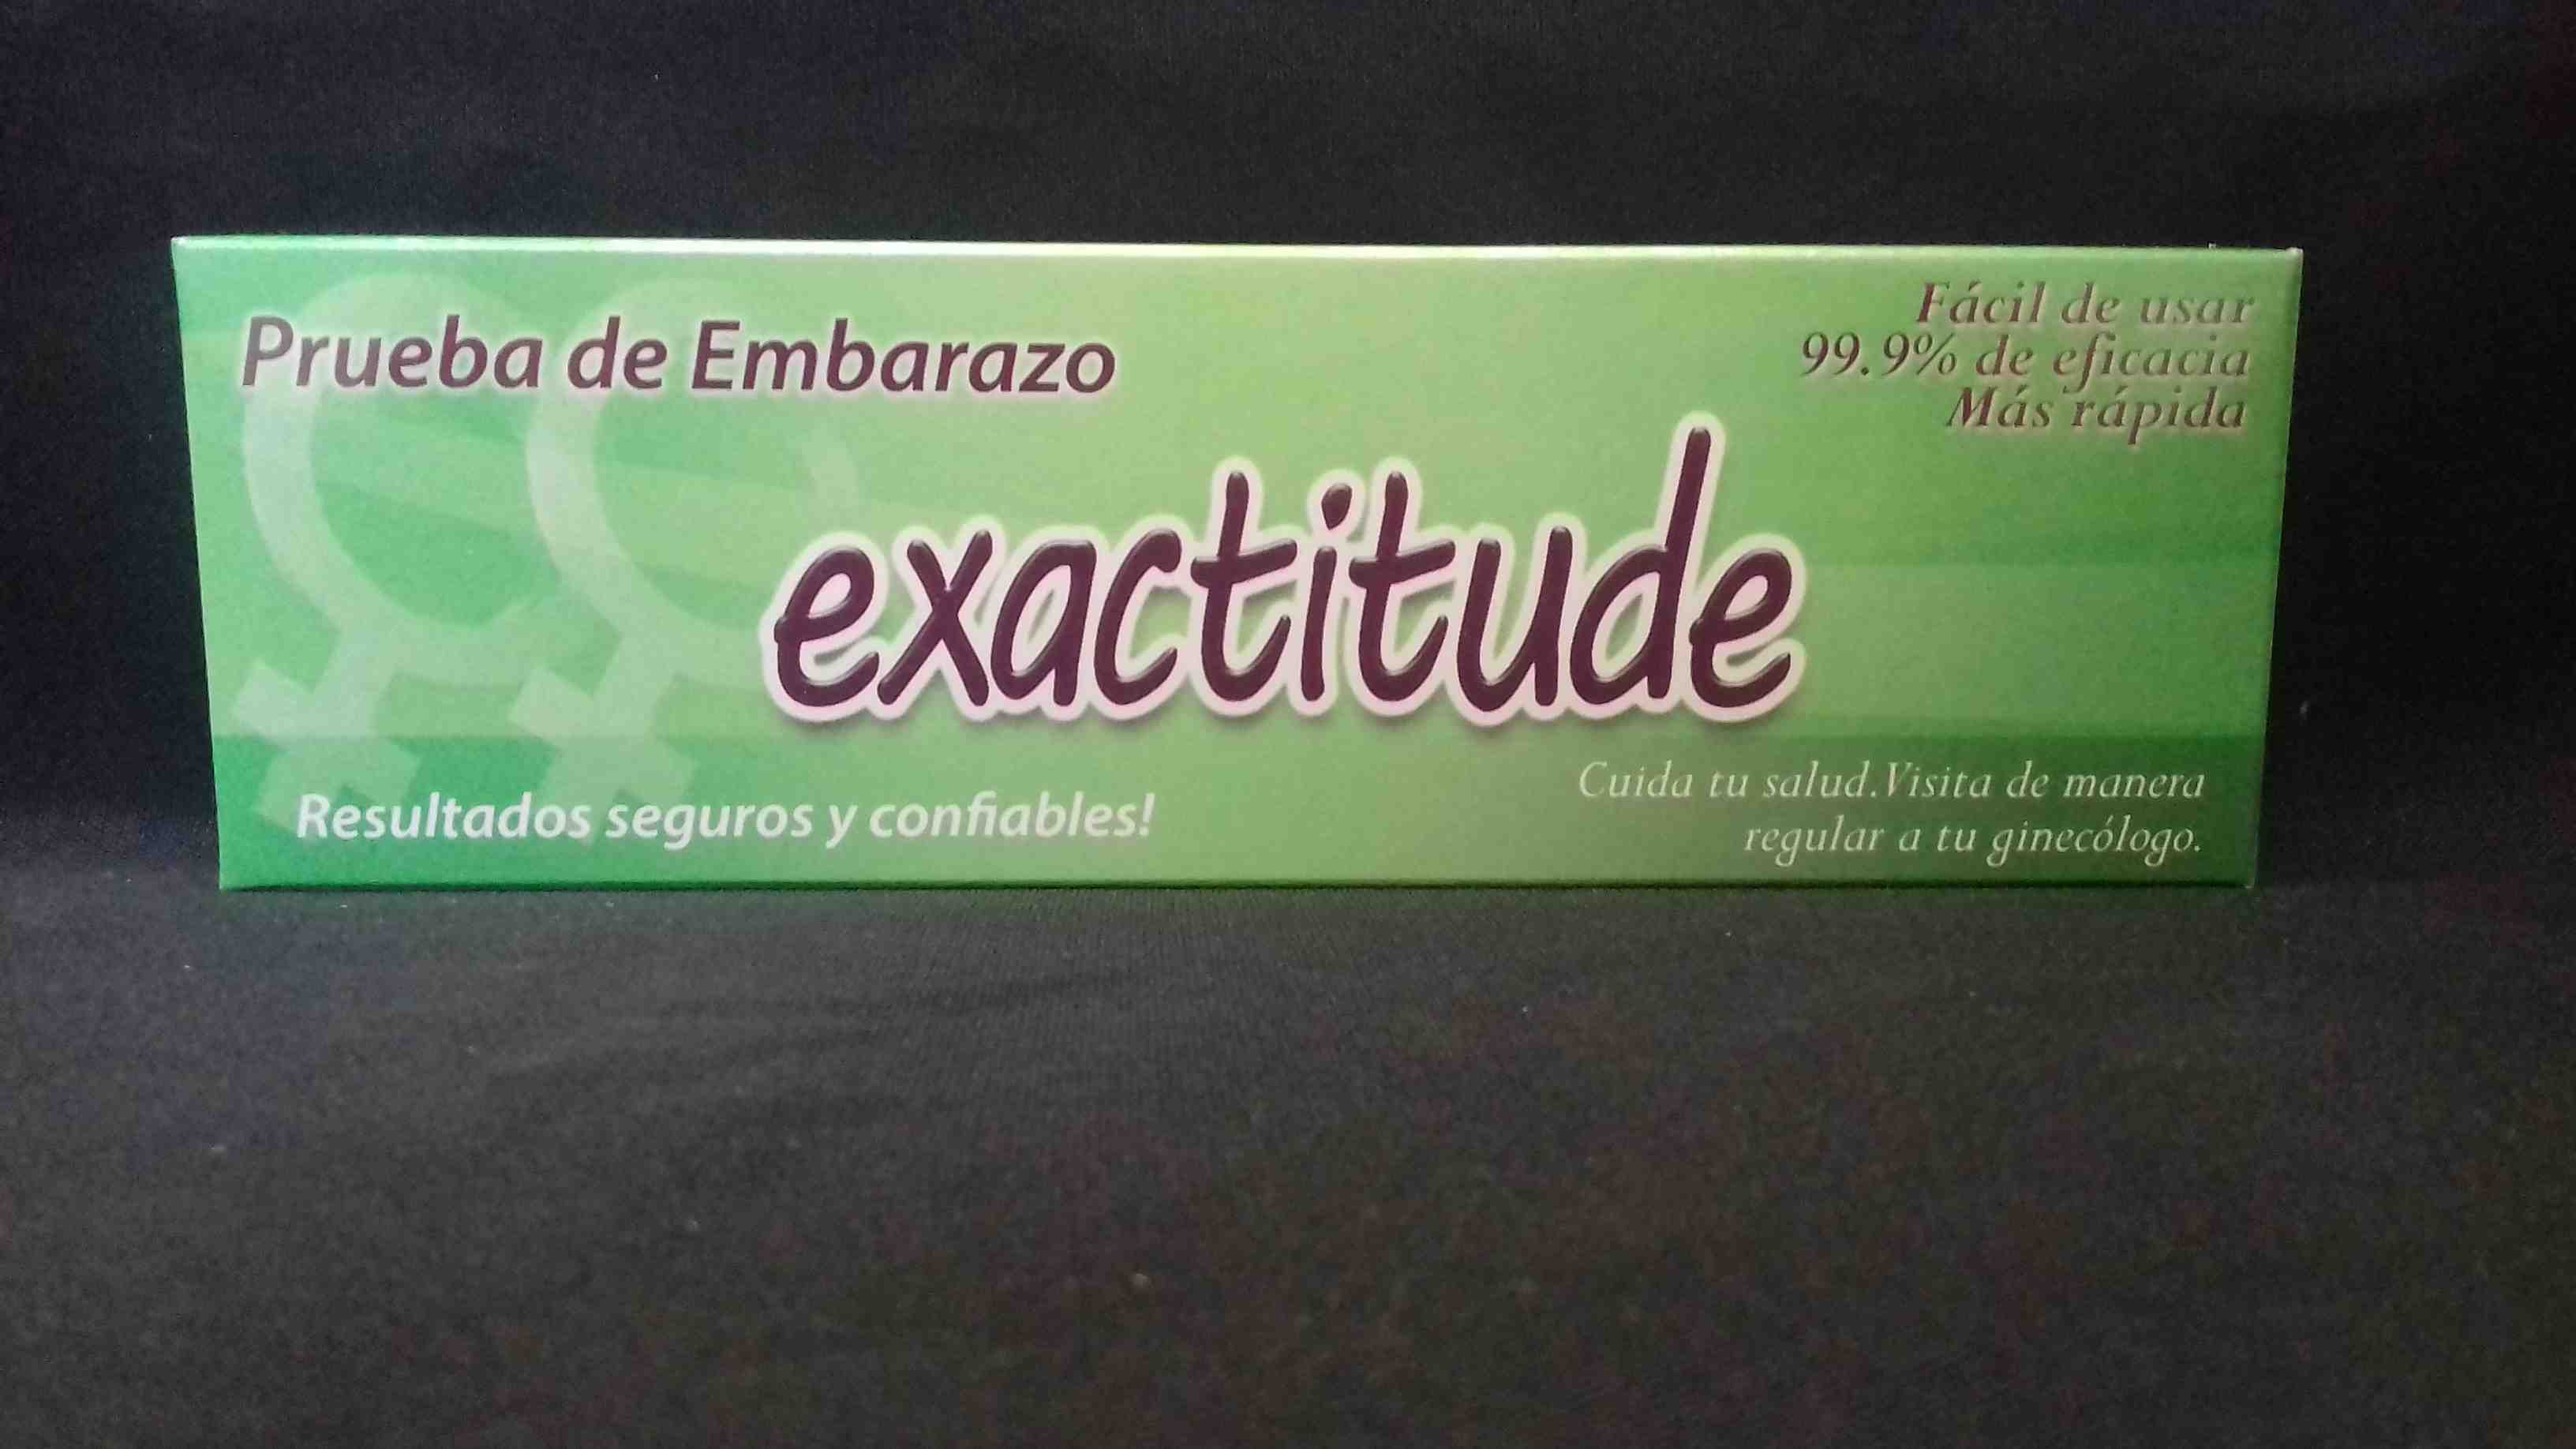 Prueba de Embarazo
Fácil de usar
99.9% de eficacia
Más rápida
exactitude
Resultados seguros y confiables!
Cuida tu salud.Visita de manera
regular a tu ginecólogo.